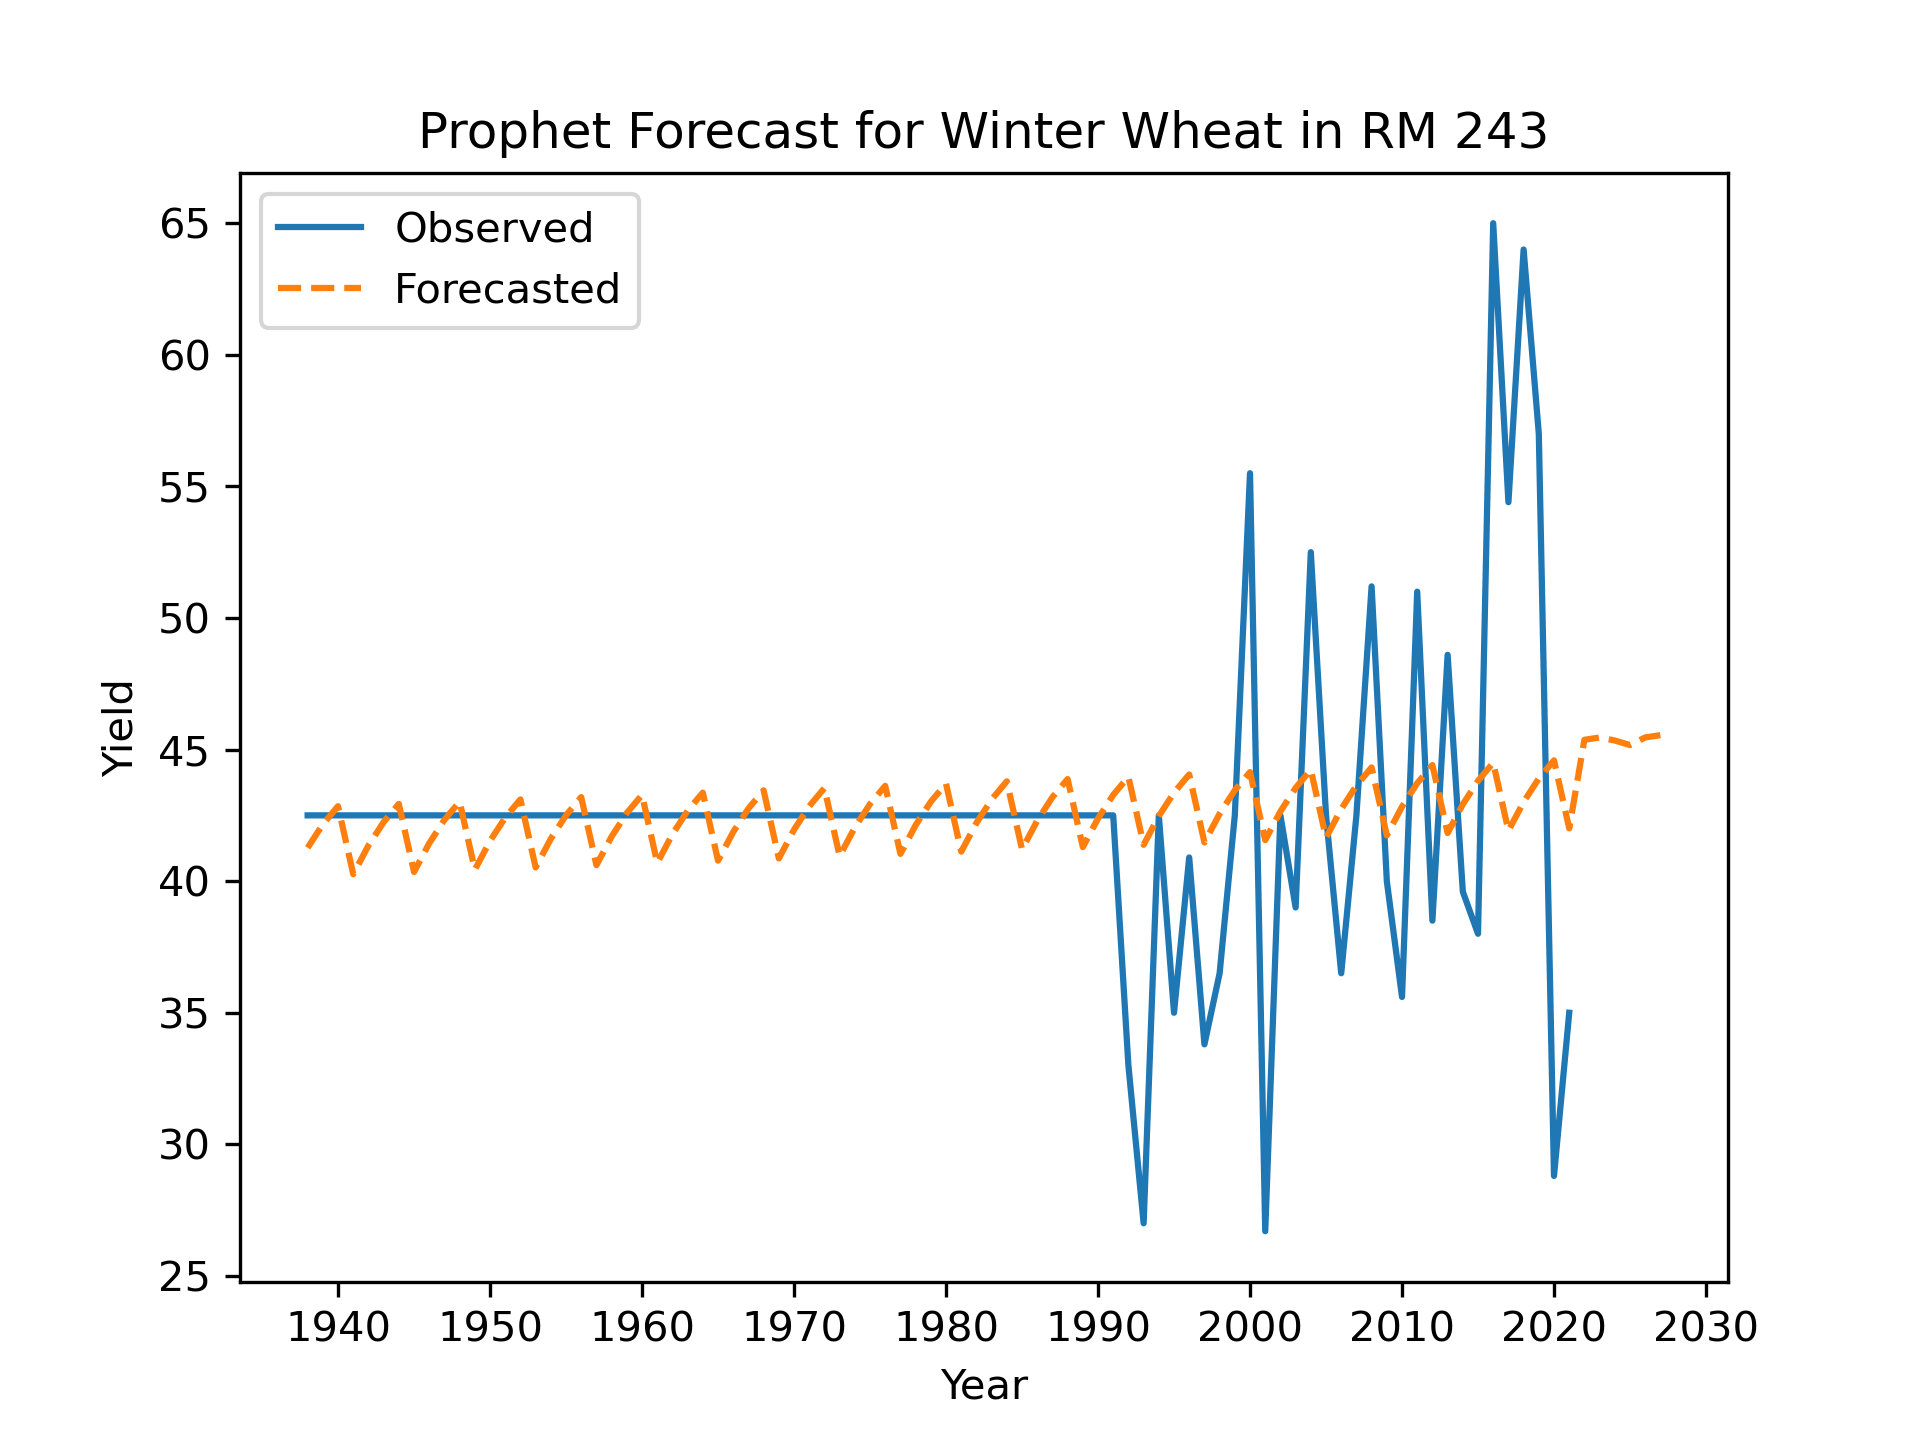 Prophet Forecast for Winter Wheat in RM 243
Observed
Forecasted
65
60
55
50
45
40
35
30
25
Yield
1940 1950 1960 1970 1980 1990 2000 2010 2020 2030
Year